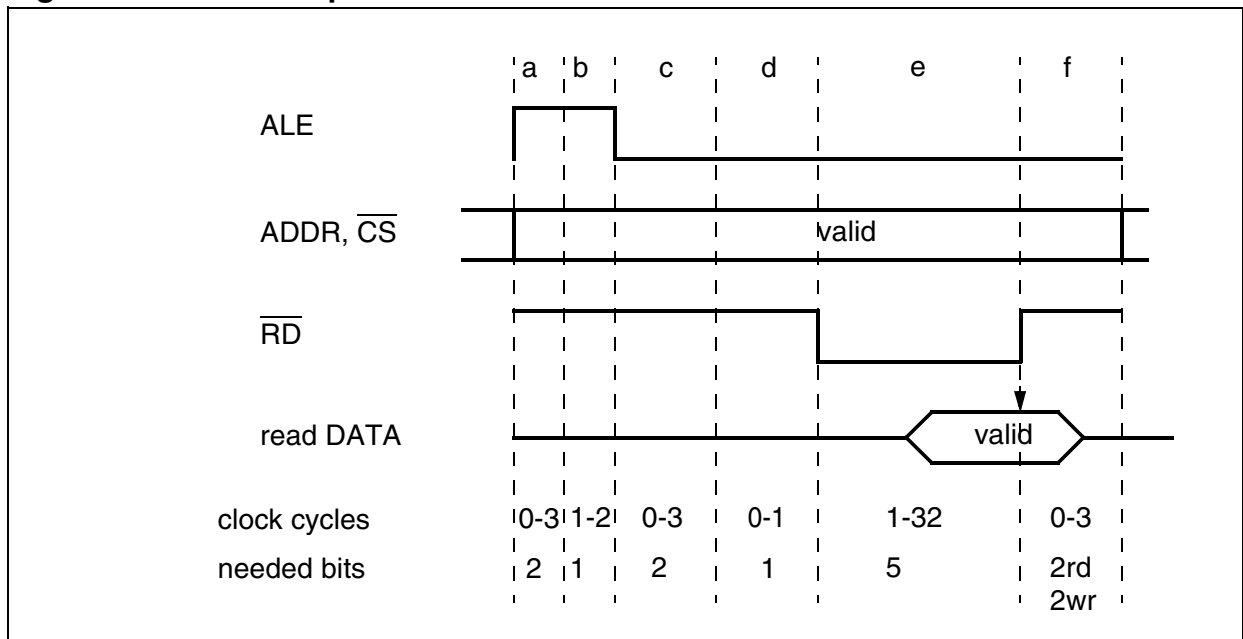 a b c d e f
ALE
ADDR, CS valid
RD
read DATA valid
clock cycles 0-3 1-2 0-3 0-1 1-32 0-3
needed bits 2 1 2 1 5 2rd
2wr